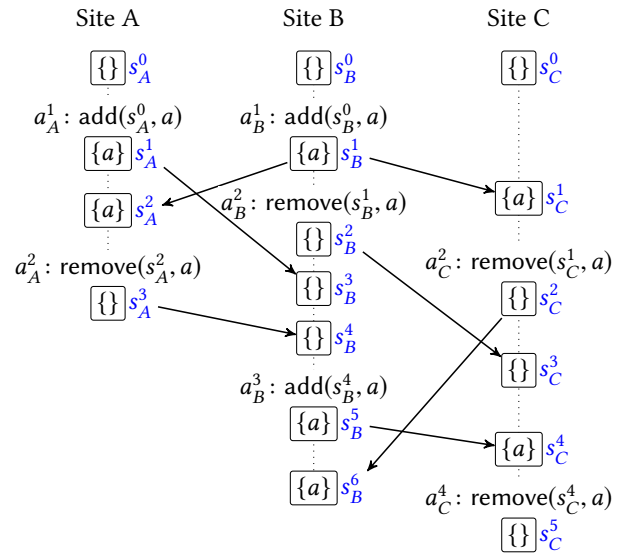 Site A Site B Site C
{} s_A^0 {} s_B^0 {} s_C^0
a_A^1: add(s_A^0, a) a_B^1: add(s_B^0, a)
{a} s_A^1 {a} s_B^1
{a} s_A^2 a_B^2: remove(s_B^1, a) {a} s_C^1
{} s_B^2
a_A^2: remove(s_A^2, a) a_C^2: remove(s_C^1, a)
{} s_A^3 {} s_B^3 {} s_C^2
{} s_B^4
{} s_C^3
a_B^3: add(s_B^4, a)
{a} s_B^5 {a} s_C^4
{a} s_B^6 a_C^4: remove(s_C^4, a)
{} s_C^5